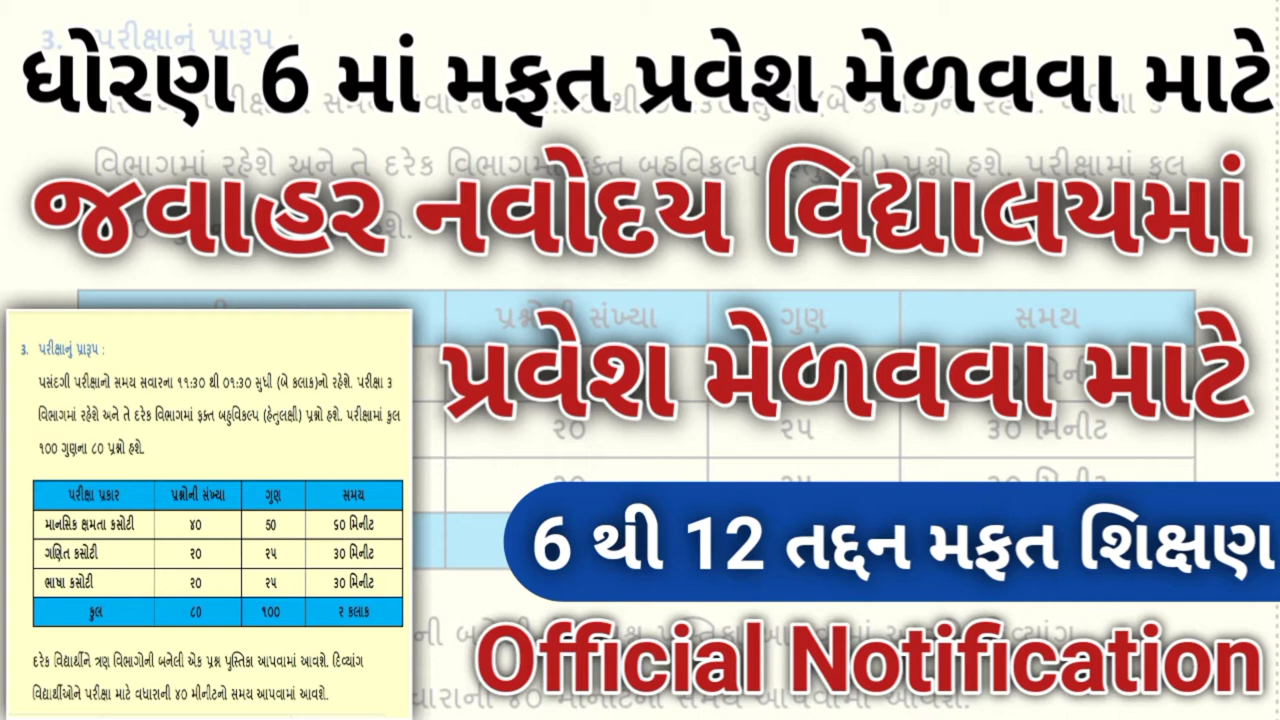 ધોરણ 6 માં મફત પ્રવેશ મેળવવા માટે
જવાહર નવોદય વિદ્યાલયમાં
પ્રવેશ મેળવવા માટે
6 થી 12 તદ્દન મફત શિક્ષણ
Official Notification
૩. પરીક્ષાનું પ્રારૂપ :
પસંદગી પરીક્ષાનો સમય સવારના ૧૧:૩૦ થી ૦૧:૩૦ સુધી (બે કલાક)નો રહેશે. પરીક્ષા ૩
વિભાગમાં રહેશે અને તે દરેક વિભાગમાં ફક્ત બહુવિકલ્પ (હેતુલક્ષી) પ્રશ્નો હશે. પરીક્ષામાં કુલ
૧૦૦ ગુણના ૮૦ પ્રશ્નો હશે.
પરીક્ષા પ્રકાર પ્રશ્નોની સંખ્યા ગુણ સમય
માનસિક ક્ષમતા કસોટી ૪૦ 50 ૬૦ મિનીટ
ગણિત કસોટી ૨૦ ૨૫ ૩૦ મિનીટ
ભાષા કસોટી ૨૦ ૨૫ ૩૦ મિનીટ
કુલ ૮૦ ૧૦૦ ૨ કલાક
દરેક વિદ્યાર્થીને ત્રણ વિભાગોની બનેલી એક પ્રશ્ન પુસ્તિકા આપવામાં આવશે. દિવ્યાંગ
વિદ્યાર્થીઓને પરીક્ષા માટે વધારાની ૪૦ મીનીટનો સમય આપવામાં આવશે.